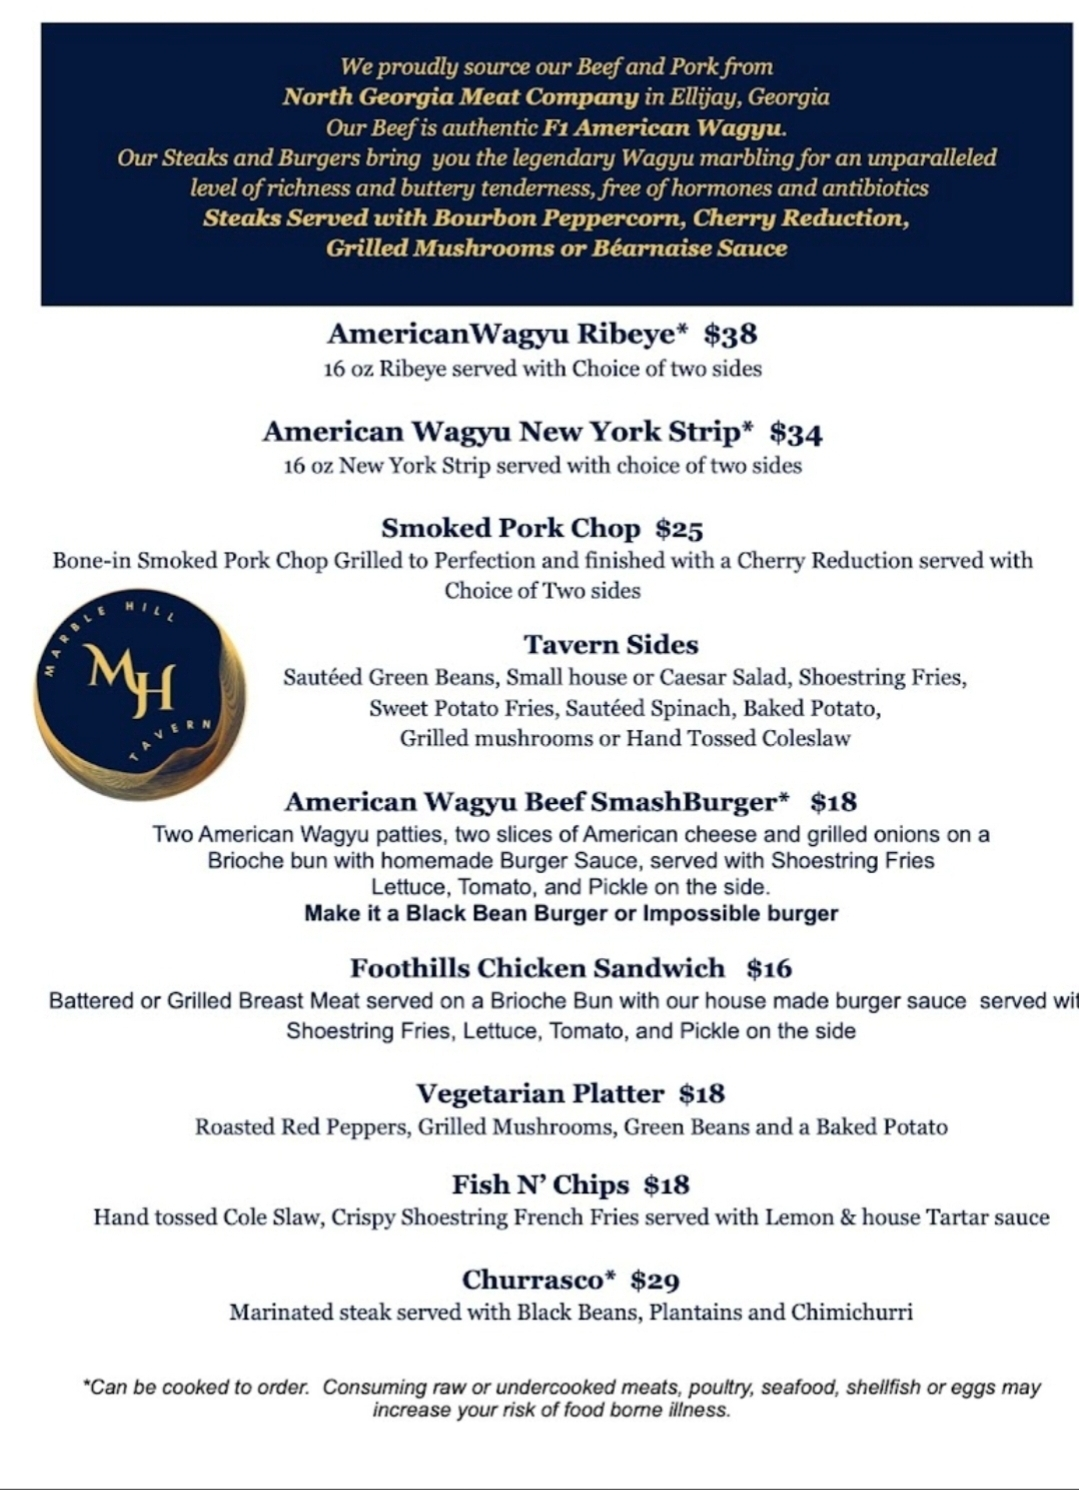 We proudly source our Beef and Pork from
North Georgia Meat Company in Ellijay, Georgia
Our Beef is authentic F1 American Wagyu.
Our Steaks and Burgers bring you the legendary Wagyu marbling for an unparalleled
level of richness and buttery tenderness, free of hormones and antibiotics
Steaks Served with Bourbon Peppercorn, Cherry Reduction,
Grilled Mushrooms or Béarnaise Sauce
AmericanWagyu Ribeye* $38
16 oz Ribeye served with Choice of two sides
American Wagyu New York Strip* $34
16 oz New York Strip served with choice of two sides
Smoked Pork Chop $25
Bone-in Smoked Pork Chop Grilled to Perfection and finished with a Cherry Reduction served with
Choice of Two sides
MARBLE HILL
MH
TAVERN
Tavern Sides
Sautéed Green Beans, Small house or Caesar Salad, Shoestring Fries,
Sweet Potato Fries, Sautéed Spinach, Baked Potato,
Grilled mushrooms or Hand Tossed Coleslaw
American Wagyu Beef SmashBurger* $18
Two American Wagyu patties, two slices of American cheese and grilled onions on a
Brioche bun with homemade Burger Sauce, served with Shoestring Fries
Lettuce, Tomato, and Pickle on the side.
Make it a Black Bean Burger or Impossible burger
Foothills Chicken Sandwich $16
Battered or Grilled Breast Meat served on a Brioche Bun with our house made burger sauce served wit
Shoestring Fries, Lettuce, Tomato, and Pickle on the side
Vegetarian Platter $18
Roasted Red Peppers, Grilled Mushrooms, Green Beans and a Baked Potato
Fish N’ Chips $18
Hand tossed Cole Slaw, Crispy Shoestring French Fries served with Lemon & house Tartar sauce
Churrasco* $29
Marinated steak served with Black Beans, Plantains and Chimichurri
*Can be cooked to order. Consuming raw or undercooked meats, poultry, seafood, shellfish or eggs may
increase your risk of food borne illness.